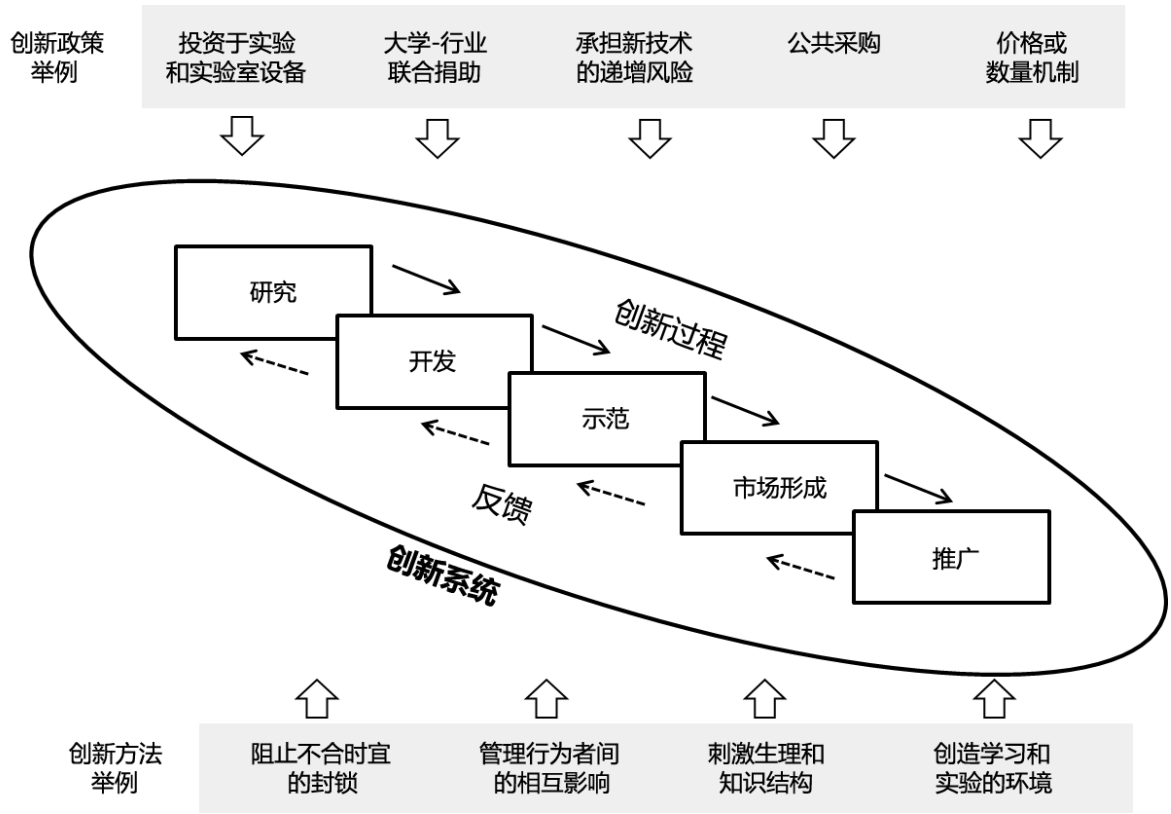 创新政策
举例
投资于实验
和实验室设备
大学-行业
联合捐助
承担新技术
的递增风险
公共采购
价格或
数量机制
研究
开发
示范
市场形成
推广
创新过程
反馈
创新系统
创新方法
举例
阻止不合时宜
的封锁
管理行为者间
的相互影响
刺激生理和
知识结构
创造学习和
实验的环境